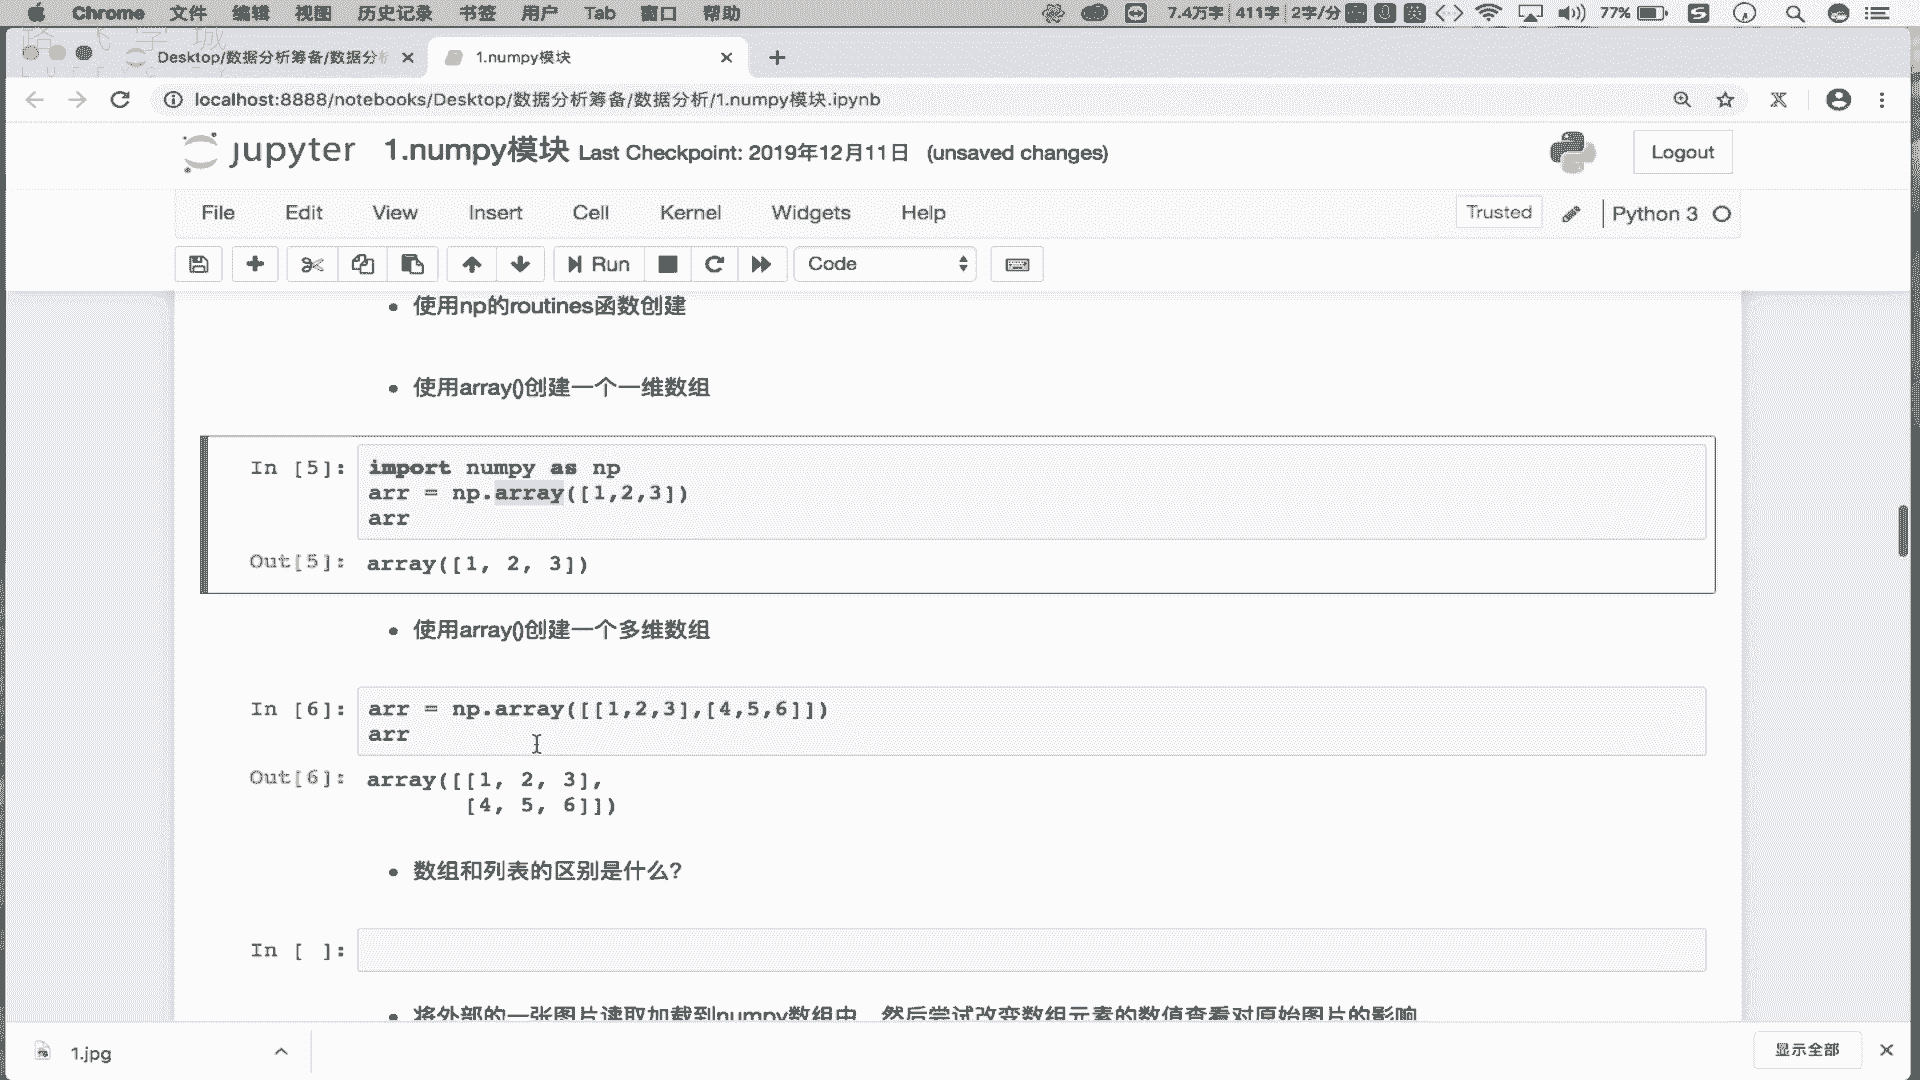 Chrome 文件 编辑 视图 历史记录 书签 用户 Tab 窗口 帮助 7.4万字 411字 2字/分 英 77%
路飞学城
Desktop/数据分析筹备/数据分析 1.numpy模块
localhost:8888/notebooks/Desktop/数据分析筹备/数据分析/1.numpy模块.ipynb
jupyter 1.numpy模块 Last Checkpoint: 2019年12月11日 (unsaved changes) Logout
File Edit View Insert Cell Kernel Widgets Help Trusted Python 3
Run Code
使用np的routines函数创建
使用array()创建一个一维数组
In [5]: import numpy as np
arr = np.array([1,2,3])
arr
Out[5]: array([1, 2, 3])
使用array()创建一个多维数组
In [6]: arr = np.array([[1,2,3],[4,5,6]])
arr
Out[6]: array([[1, 2, 3],
[4, 5, 6]])
数组和列表的区别是什么?
In [ ]:
将外部的一张图片读取加载到numpy数组中，然后尝试改变数组元素的数值查看对原始图片的影响
1.jpg 显示全部